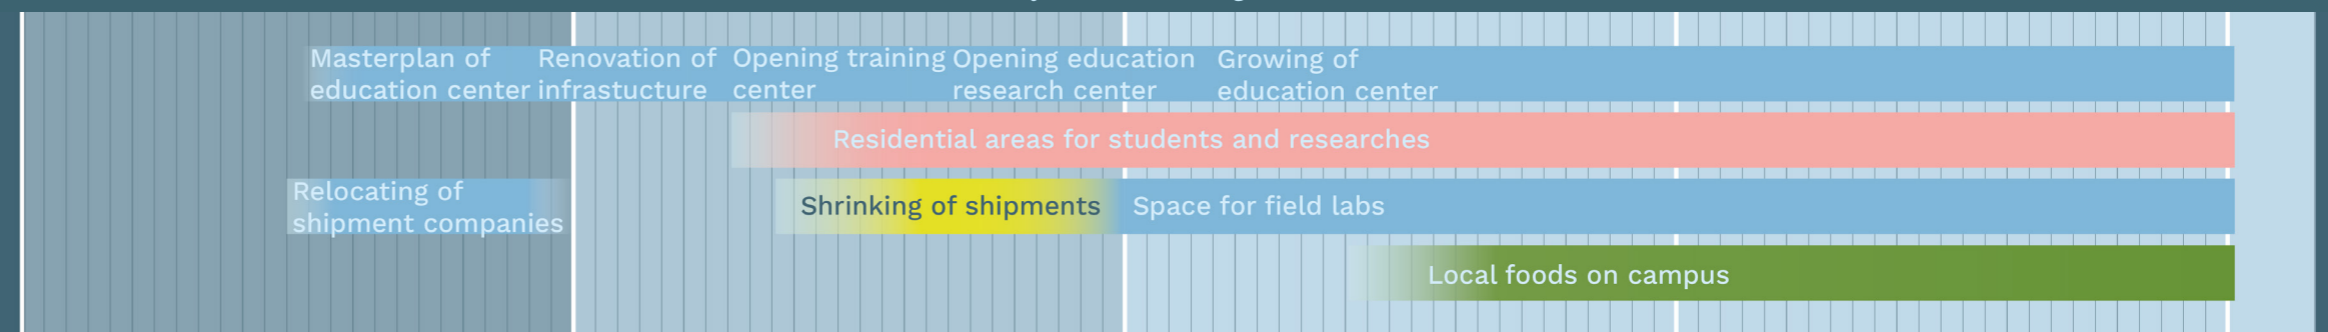 Masterplan of
education center
Renovation of
infrastucture
Opening training
center
Opening education
research center
Growing of
education center
Residential areas for students and researches
Relocating of
shipment companies
Shrinking of shipments
Space for field labs
Local foods on campus